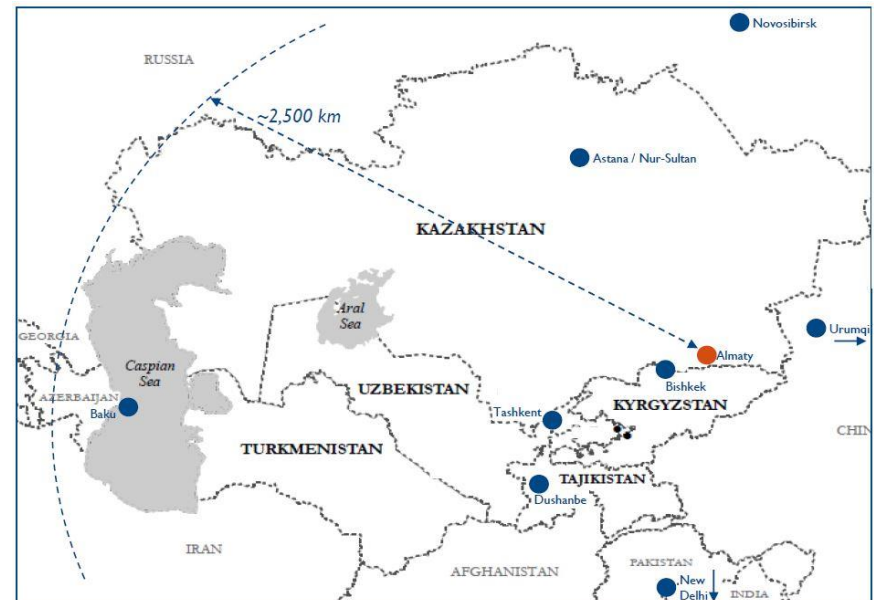 Novosibirsk
RUSSIA
~2,500 km
Astana / Nur-Sultan
KAZAKHSTAN
Aral
Sea
Urumqi
GEORGIA
Almaty
Caspian
Sea
Bishkek
UZBEKISTAN
AZERBAIJAN
KYRGYZSTAN
Baku
Tashkent
CHIN
TURKMENISTAN
TAJIKISTAN
Dushanbe
IRAN
AFGHANISTAN
PAKISTAN
New
Delhi
INDIA